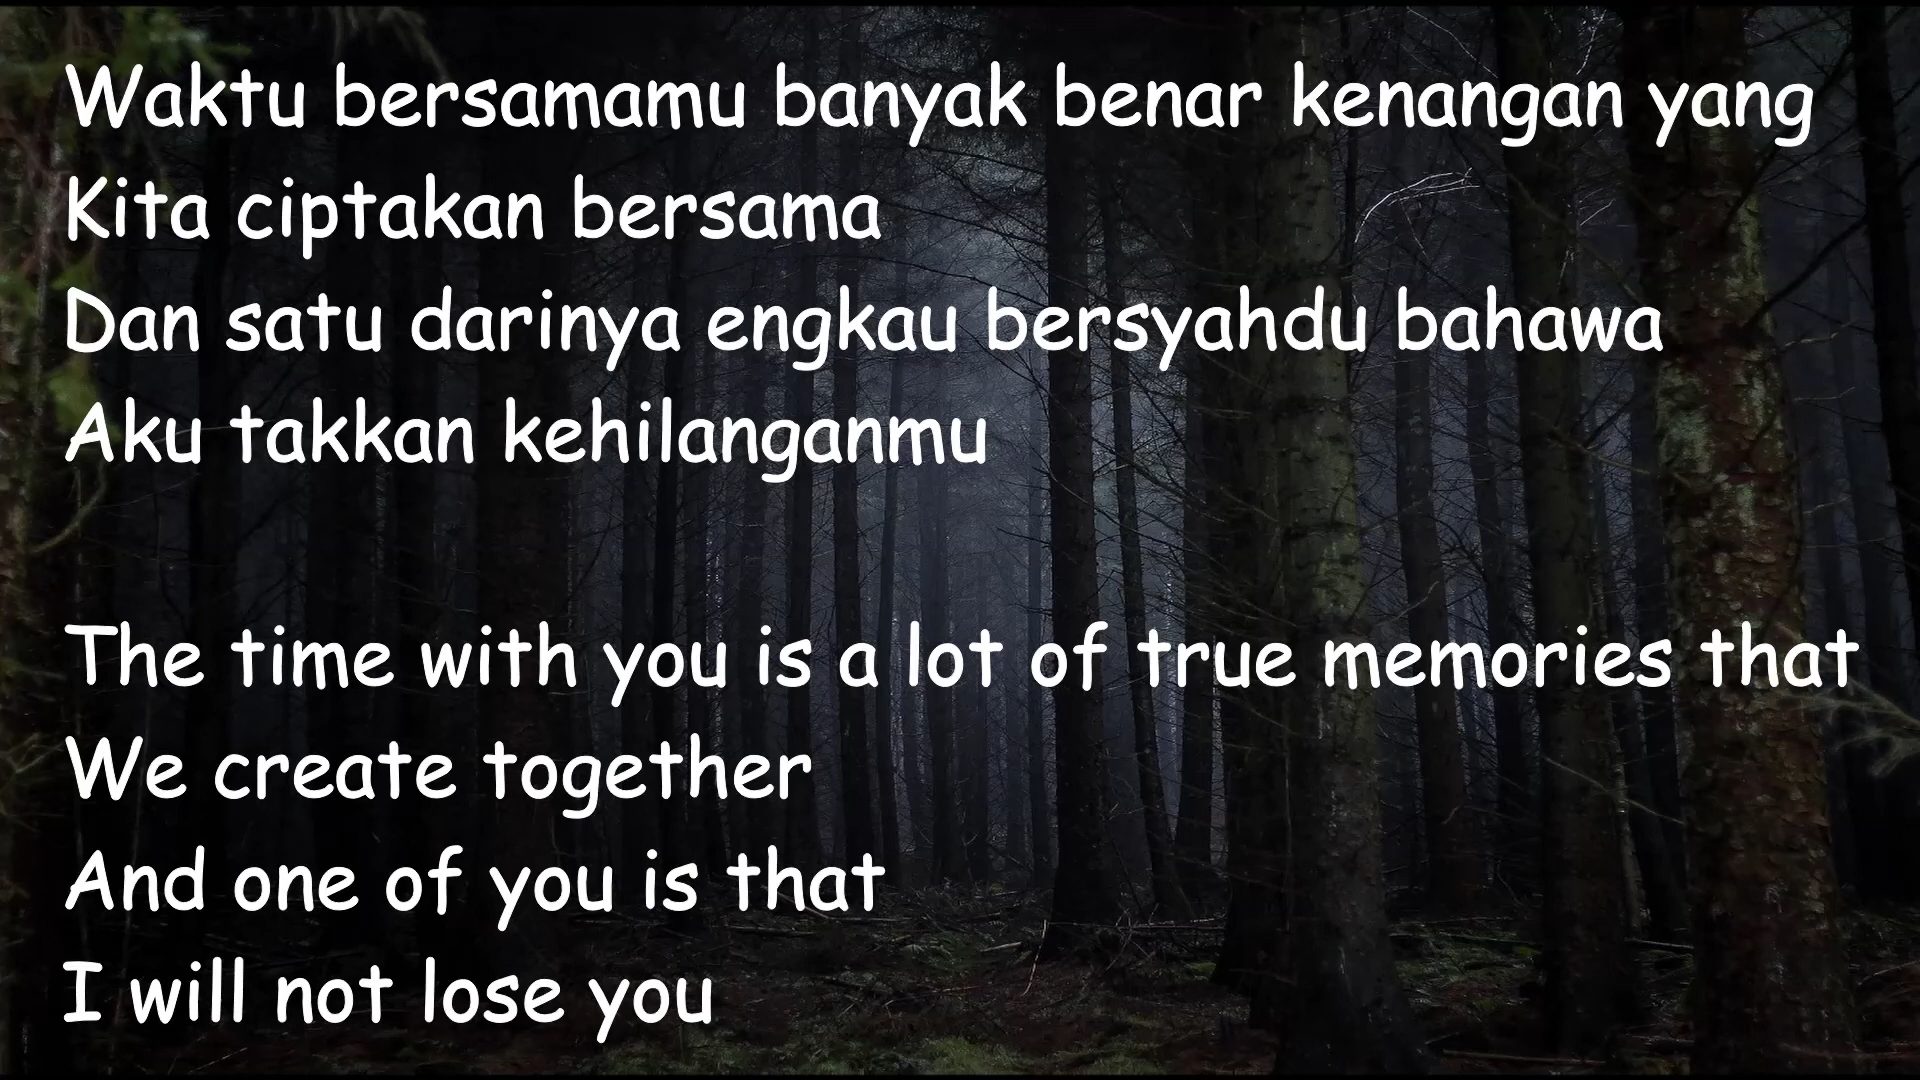 Waktu bersamamu banyak benar kenangan yang
Kita ciptakan bersama
Dan satu darinya engkau bersyahdu bahawa
Aku takkan kehilanganmu
The time with you is a lot of true memories that
We create together
And one of you is that
I will not lose you